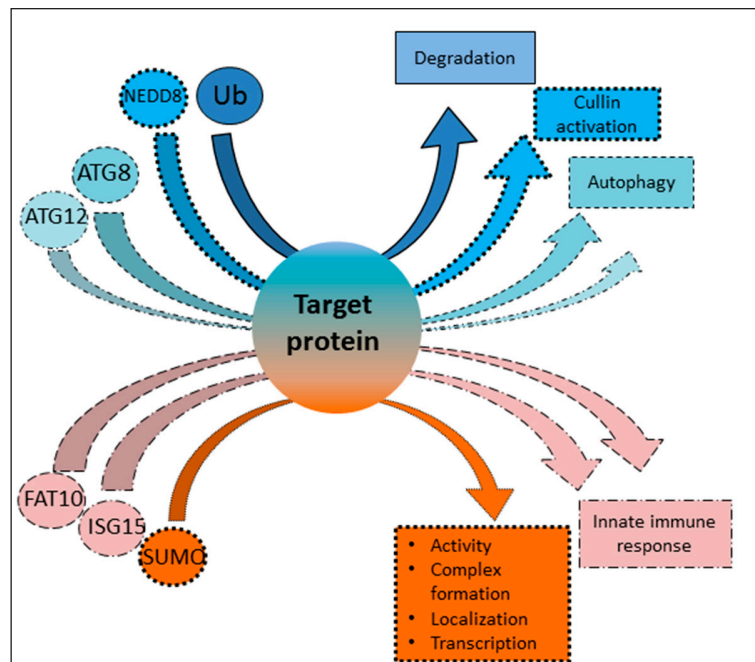 Degradation
NEDD8
Ub
Cullin
activation
ATG8
Autophagy
ATG12
Target
protein
FAT10
ISG15
SUMO
Innate immune
response
• Activity
• Complex
formation
• Localization
• Transcription